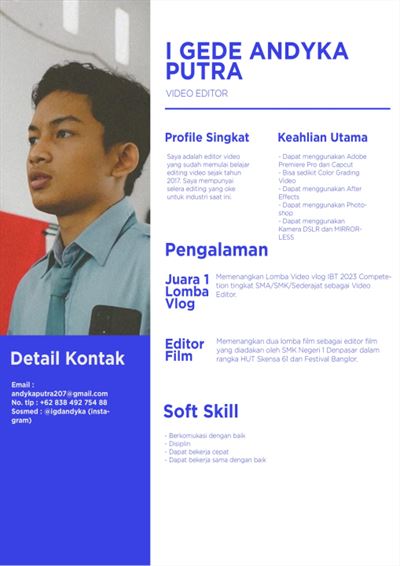 I GEDE ANDYKA
PUTRA
VIDEO EDITOR
Profile Singkat
Saya adalah editor video
yang sudah memulai belajar
editing video sejak tahun
2017. Saya mempunyai
selera editing yang oke
untuk industri saat ini.
Keahlian Utama
- Dapat menggunakan Adobe
Premiere Pro dan Capcut
- Bisa sedikit Color Grading
Video
- Dapat menggunakan After
Effects
- Dapat menggunakan Photo-
shop
- Dapat menggunakan
Kamera DSLR dan MIRROR-
LESS
Pengalaman
Juara 1
Lomba
Vlog
Memenangkan Lomba Video vlog IBT 2023 Compete-
tion tingkat SMA/SMK/Sederajat sebagai Video
Editor.
Editor
Film
Memenangkan dua lomba film sebagai editor film
yang diadakan oleh SMK Negeri 1 Denpasar dalam
rangka HUT Skensa 61 dan Festival Banglor.
Detail Kontak
Email :
andykaputra207@gmail.com
No. tlp : +62 838 492 754 88
Sosmed : @igdandyka (insta-
gram)
Soft Skill
- Berkomukasi dengan baik
- Disiplin
- Dapat bekerja cepat
- Dapat bekerja sama dengan baik